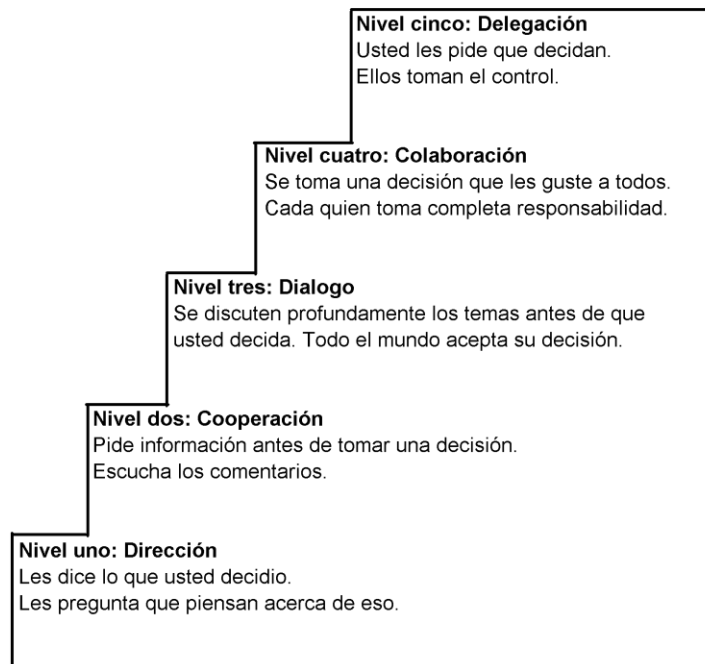 Nivel cinco: Delegación
Usted les pide que decidan.
Ellos toman el control.
Nivel cuatro: Colaboración
Se toma una decisión que les guste a todos.
Cada quien toma completa responsabilidad.
Nivel tres: Dialogo
Se discuten profundamente los temas antes de que
usted decida. Todo el mundo acepta su decisión.
Nivel dos: Cooperación
Pide información antes de tomar una decisión.
Escucha los comentarios.
Nivel uno: Dirección
Les dice lo que usted decidio.
Les pregunta que piensan acerca de eso.